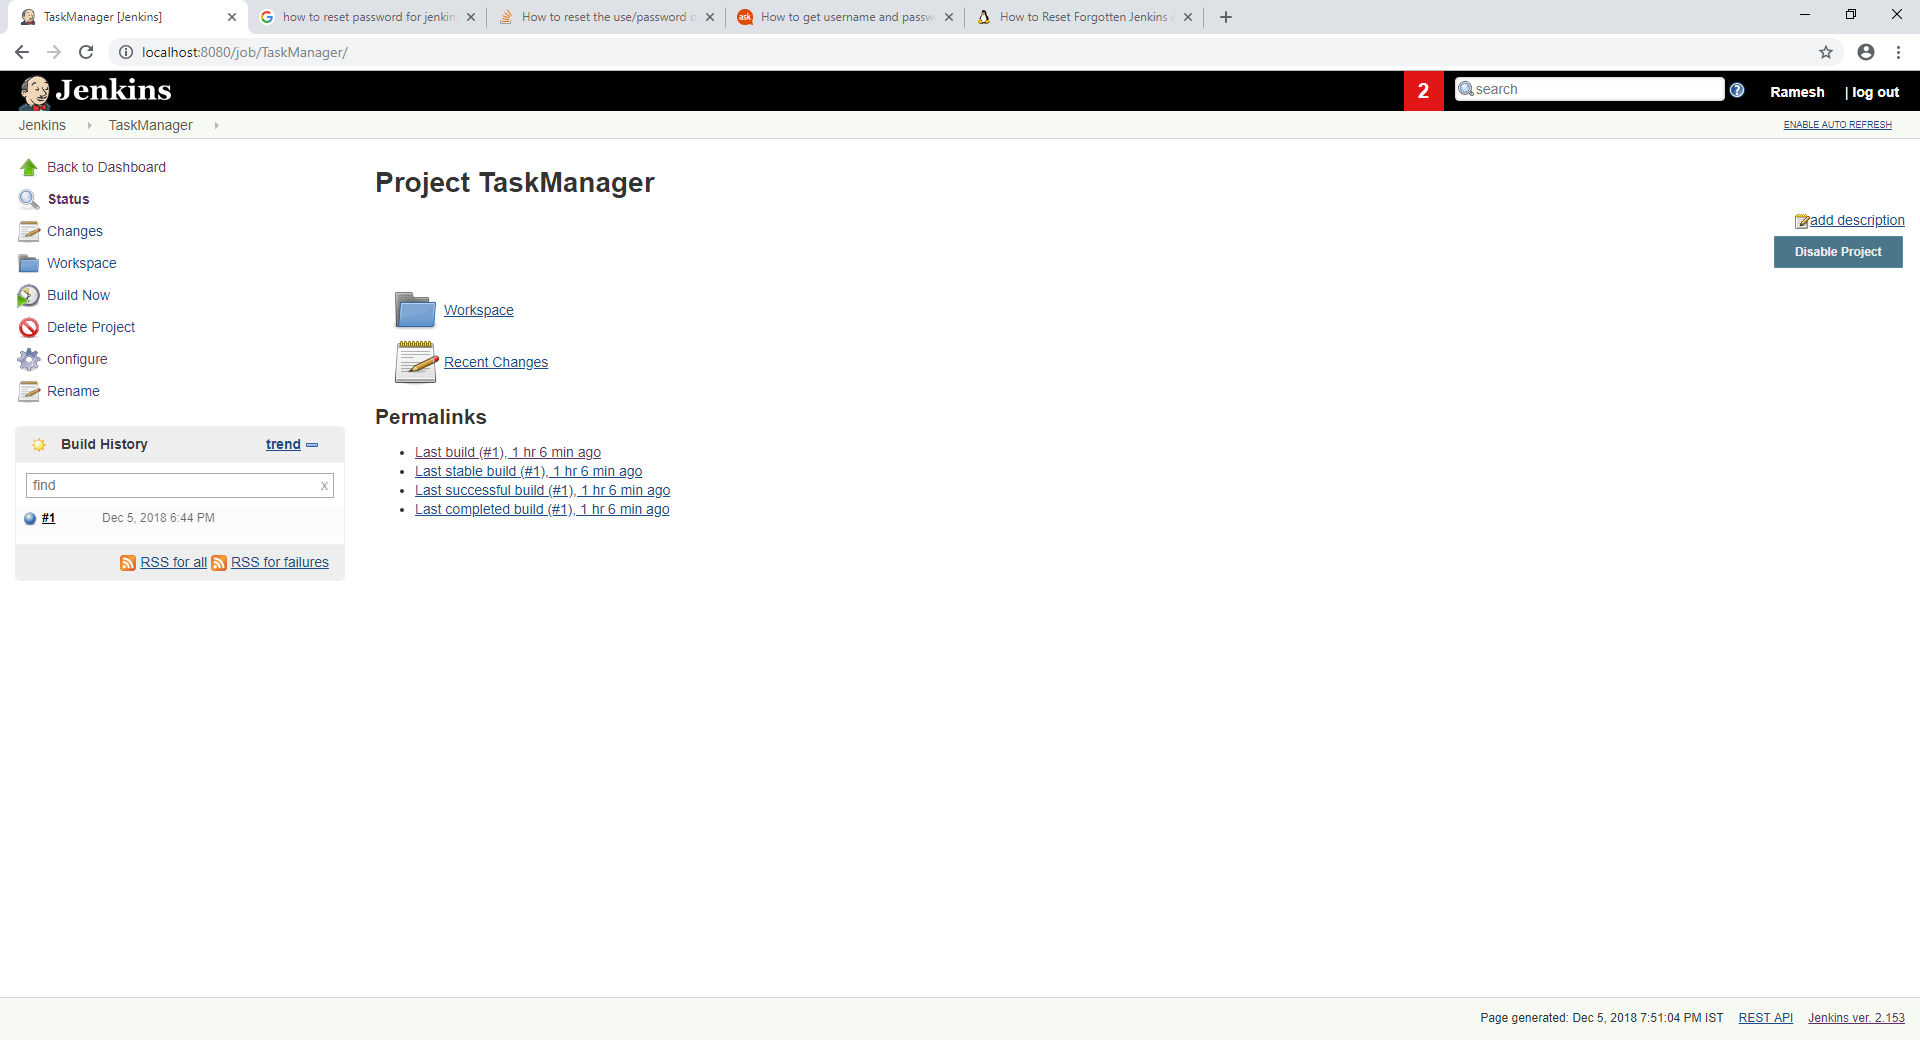 TaskManager [Jenkins]
how to reset password for jenkin
How to reset the use/password o
How to get username and passw
How to Reset Forgotten Jenkins A
localhost:8080/job/TaskManager/
Jenkins
2
search
?
Ramesh
| log out
Jenkins
TaskManager
ENABLE AUTO REFRESH
Back to Dashboard
Status
Changes
Workspace
Build Now
Delete Project
Configure
Rename
Build History
trend
find
x
#1
Dec 5, 2018 6:44 PM
RSS for all
RSS for failures
Project TaskManager
add description
Disable Project
Workspace
Recent Changes
Permalinks
• Last build (#1), 1 hr 6 min ago
• Last stable build (#1), 1 hr 6 min ago
• Last successful build (#1), 1 hr 6 min ago
• Last completed build (#1), 1 hr 6 min ago
Page generated: Dec 5, 2018 7:51:04 PM IST
REST API
Jenkins ver. 2.153